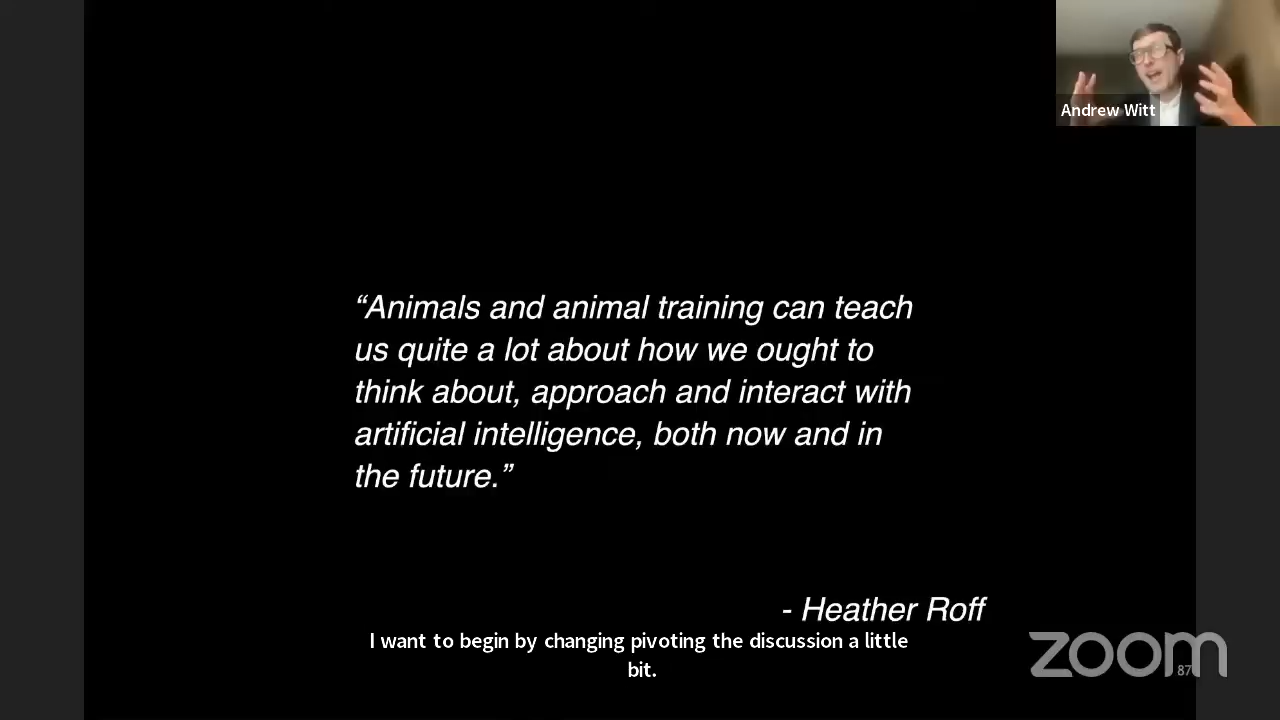 Andrew Witt
“Animals and animal training can teach
us quite a lot about how we ought to
think about, approach and interact with
artificial intelligence, both now and in
the future.”
- Heather Roff
I want to begin by changing pivoting the discussion a little
bit.
zoom
87